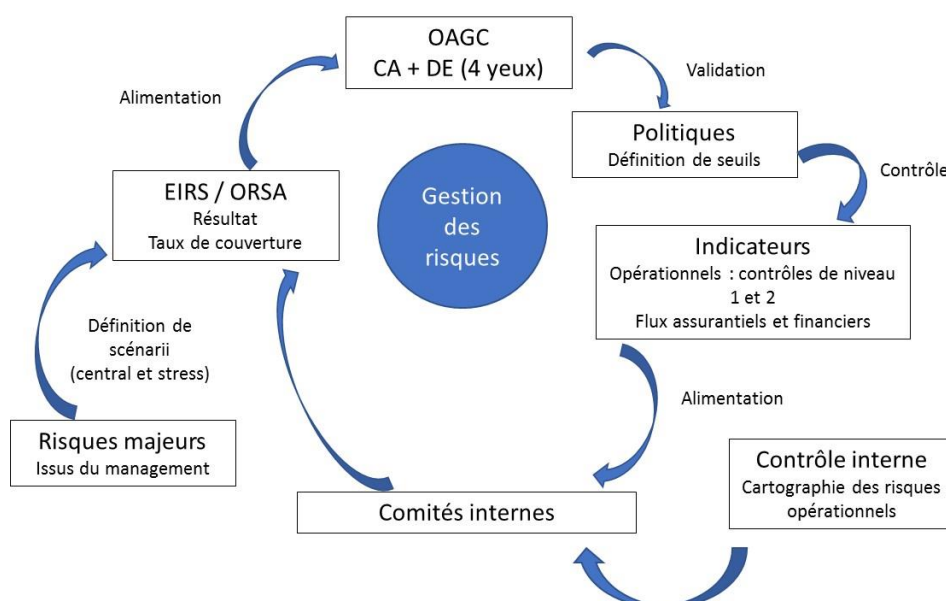 OAGC
CA + DE (4 yeux)
Alimentation
Validation
Politiques
Définition de seuils
Contrôle
EIRS / ORSA
Résultat
Taux de couverture
Gestion
des
risques
Indicateurs
Opérationnels : contrôles de niveau
1 et 2
Flux assurantiels et financiers
Définition de
scénarii
(central et stress)
Alimentation
Risques majeurs
Issus du management
Contrôle interne
Cartographie des risques
opérationnels
Comités internes